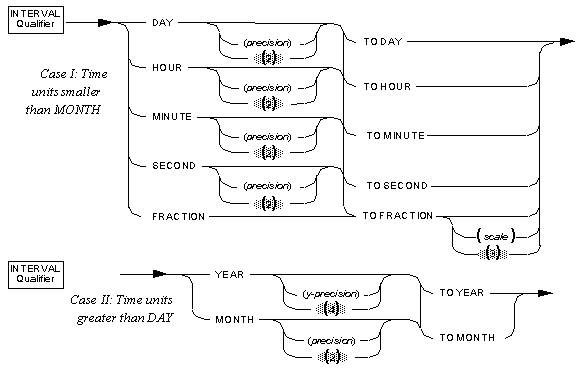 INTERVAL
Qualifier
DAY
(precision)
(2)
TO DAY
Case I: Time
units smaller
than MONTH
HOUR
(precision)
(2)
TO HOUR
MINUTE
(precision)
(2)
TO MINUTE
SECOND
(precision)
(2)
TO SECOND
FRACTION
TO FRACTION
(scale)
(3)
INTERVAL
Qualifier
Case II: Time units
greater than DAY
YEAR
(y-precision)
(4)
TO YEAR
MONTH
(precision)
(2)
TO MONTH